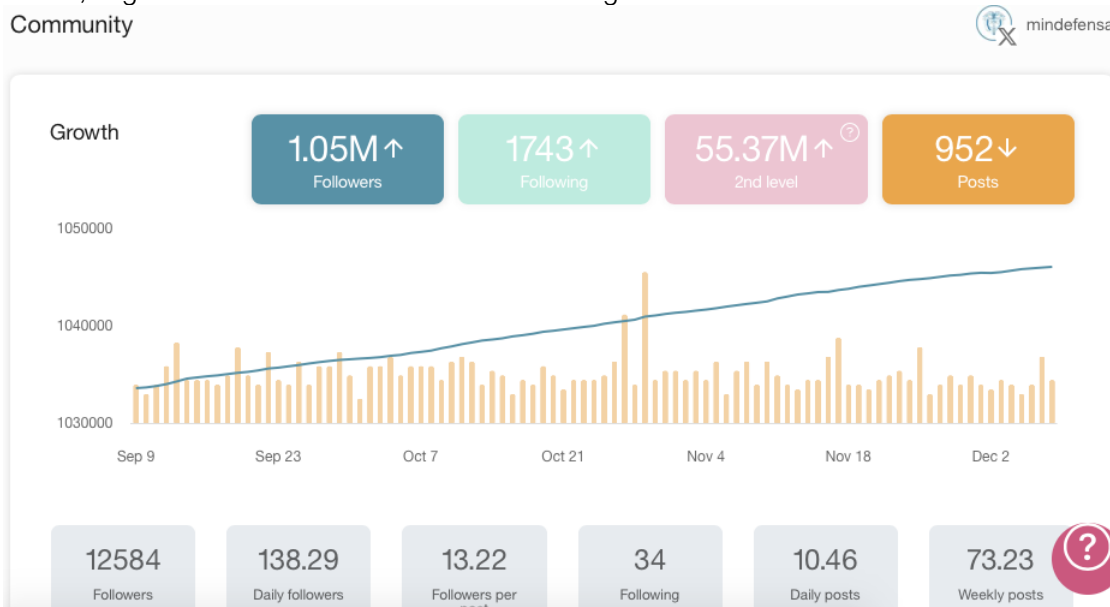 Community
mindefensa
Growth
1.05M↑
Followers
1743↑
Following
55.37M↑ ?
2nd level
952↓
Posts
1050000
1040000
1030000
Sep 9 Sep 23 Oct 7 Oct 21 Nov 4 Nov 18 Dec 2
12584
Followers
138.29
Daily followers
13.22
Followers per
34
Following
10.46
Daily posts
73.23
Weekly posts
?